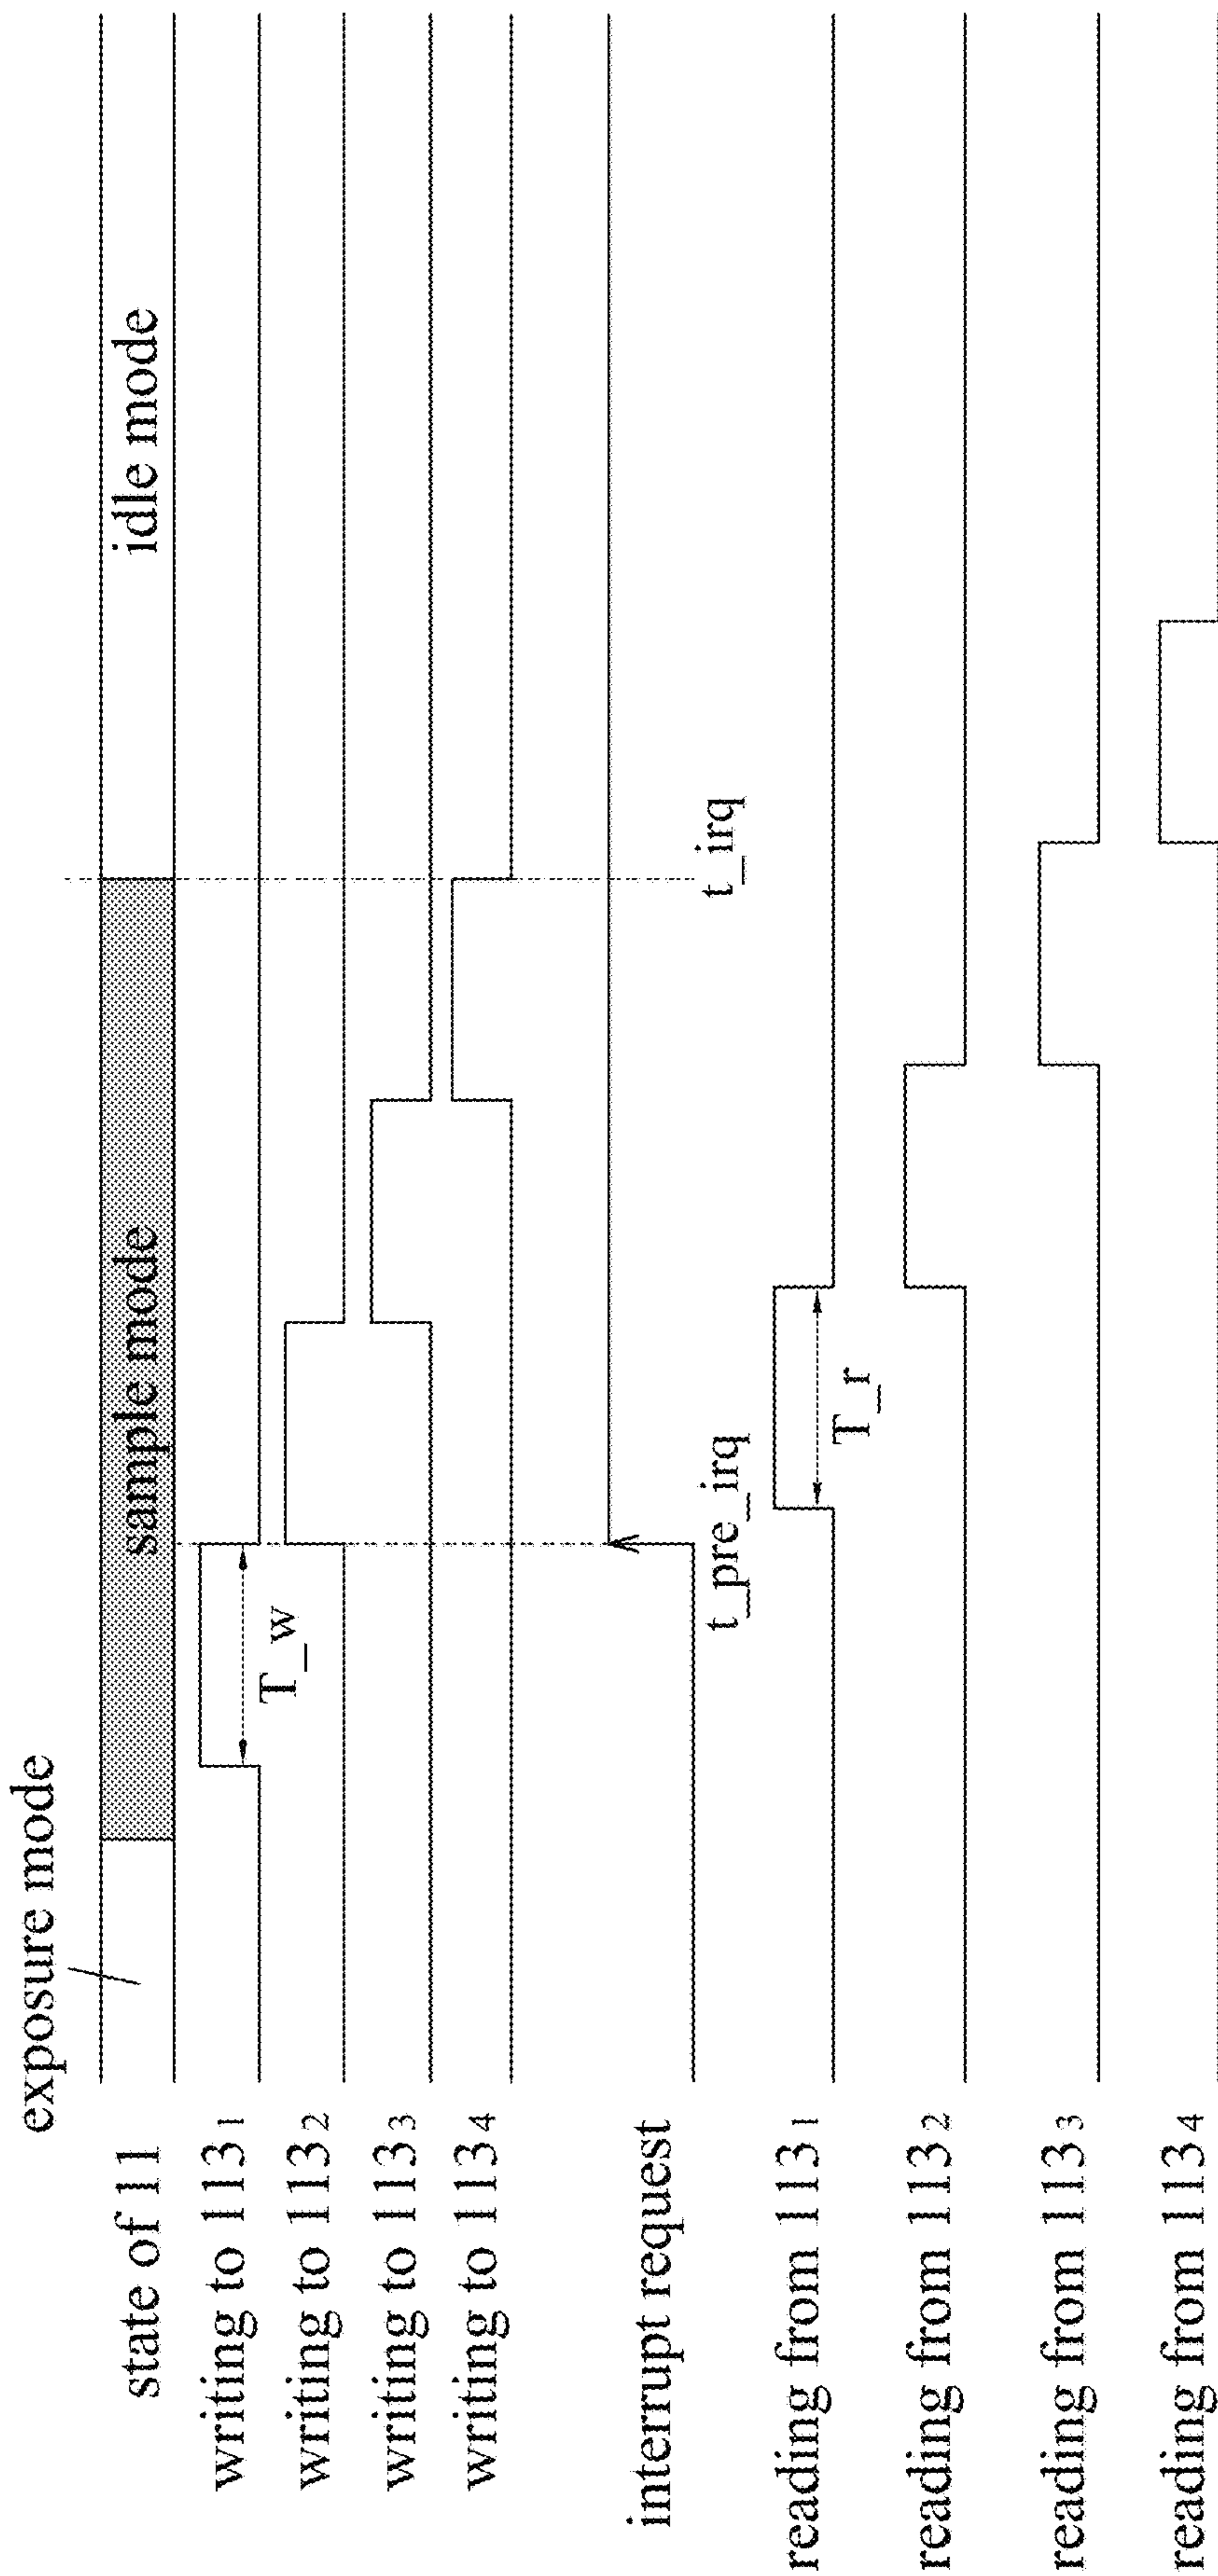 exposure mode
state of 11
sample mode
idle mode
writing to 113₁
T_w
writing to 113₂
writing to 113₃
writing to 113₄
interrupt request
t_pre_irq
t_irq
reading from 113₁
T_r
reading from 113₂
reading from 113₃
reading from 113₄